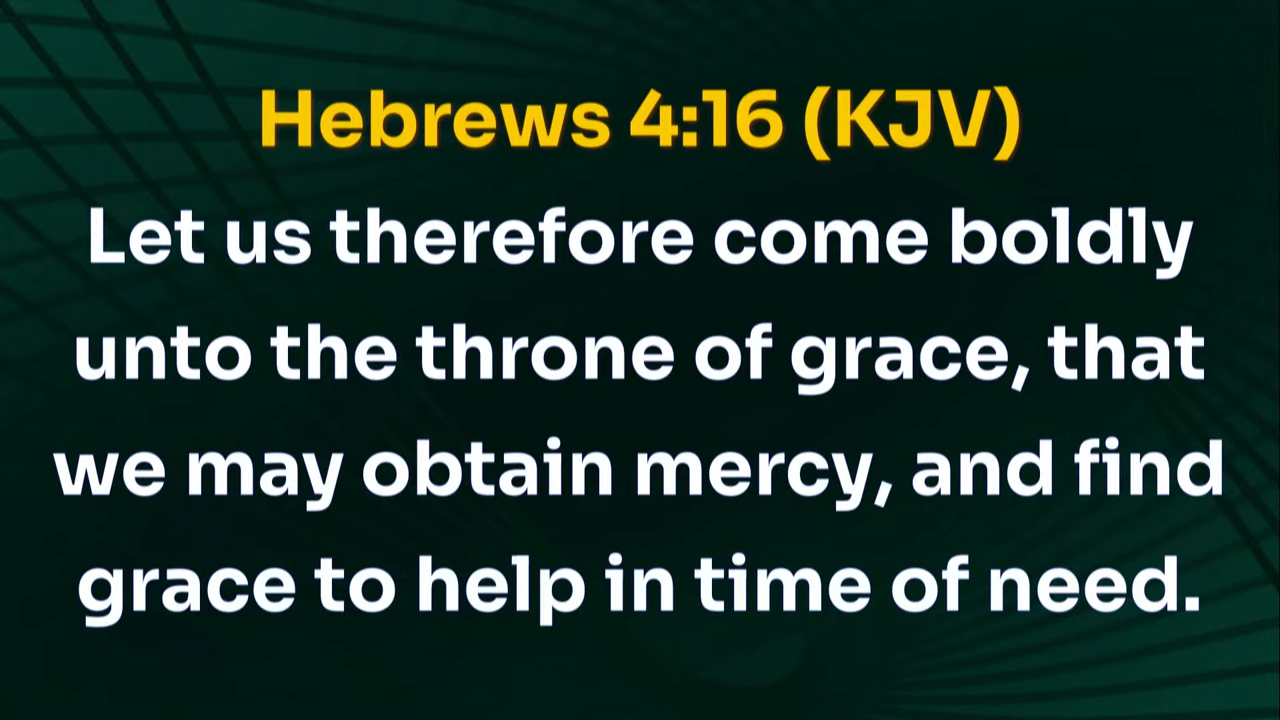 Hebrews 4:16 (KJV)
Let us therefore come boldly
unto the throne of grace, that
we may obtain mercy, and find
grace to help in time of need.